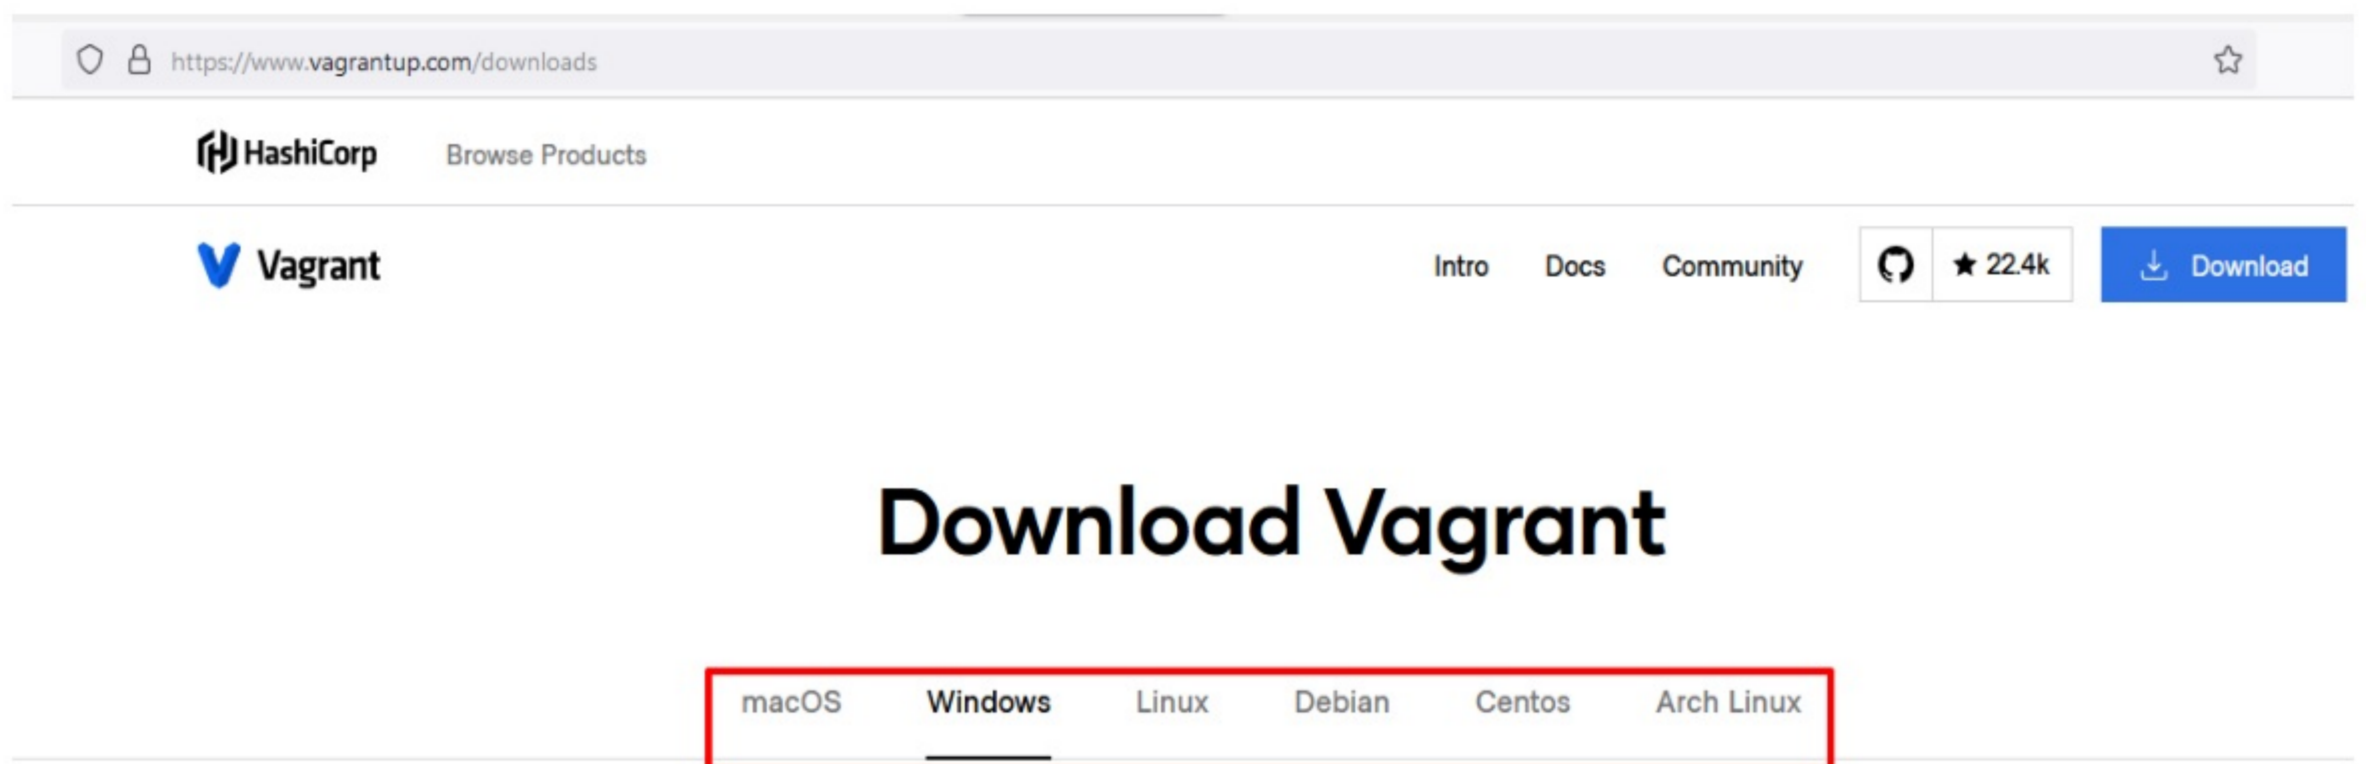 https://www.vagrantup.com/downloads
HashiCorp Browse Products
Vagrant Intro Docs Community 22.4k Download
Download Vagrant
macOS Windows Linux Debian Centos Arch Linux